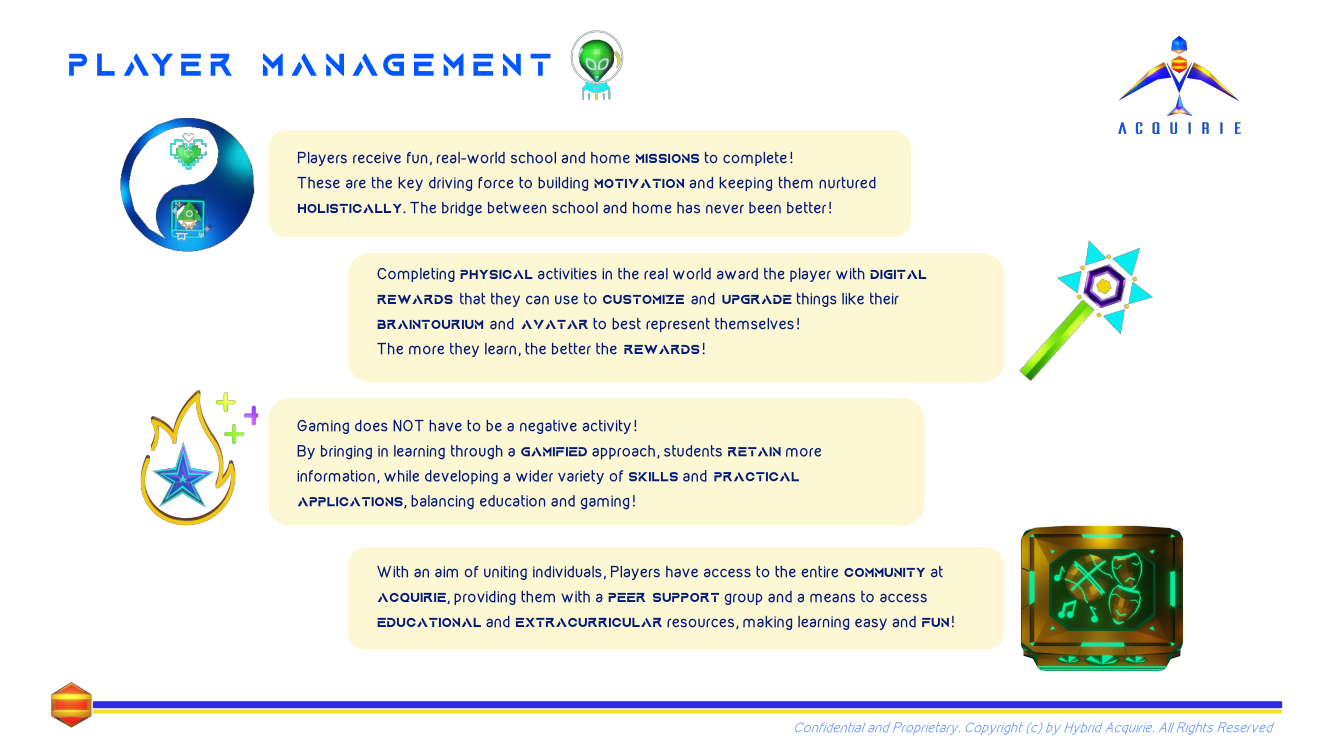 PLAYER MANAGEMENT
ACQUIRIE
Players receive fun, real-world school and home MISSIONS to complete!
These are the key driving force to building MOTIVATION and keeping them nurtured
HOLISTICALLY. The bridge between school and home has never been better!
Completing PHYSICAL activities in the real world award the player with DIGITAL
REWARDS that they can use to CUSTOMIZE and UPGRADE things like their
BRAINTOURIUM and AVATAR to best represent themselves!
The more they learn, the better the REWARDS!
Gaming does NOT have to be a negative activity!
By bringing in learning through a GAMIFIED approach, students RETAIN more
information, while developing a wider variety of SKILLS and PRACTICAL
APPLICATIONS, balancing education and gaming!
With an aim of uniting individuals, Players have access to the entire COMMUNITY at
ACQUIRIE, providing them with a PEER SUPPORT group and a means to access
EDUCATIONAL and EXTRACURRICULAR resources, making learning easy and FUN!
Confidential and Proprietary. Copyright (c) by Hybrid Acquirie. All Rights Reserved